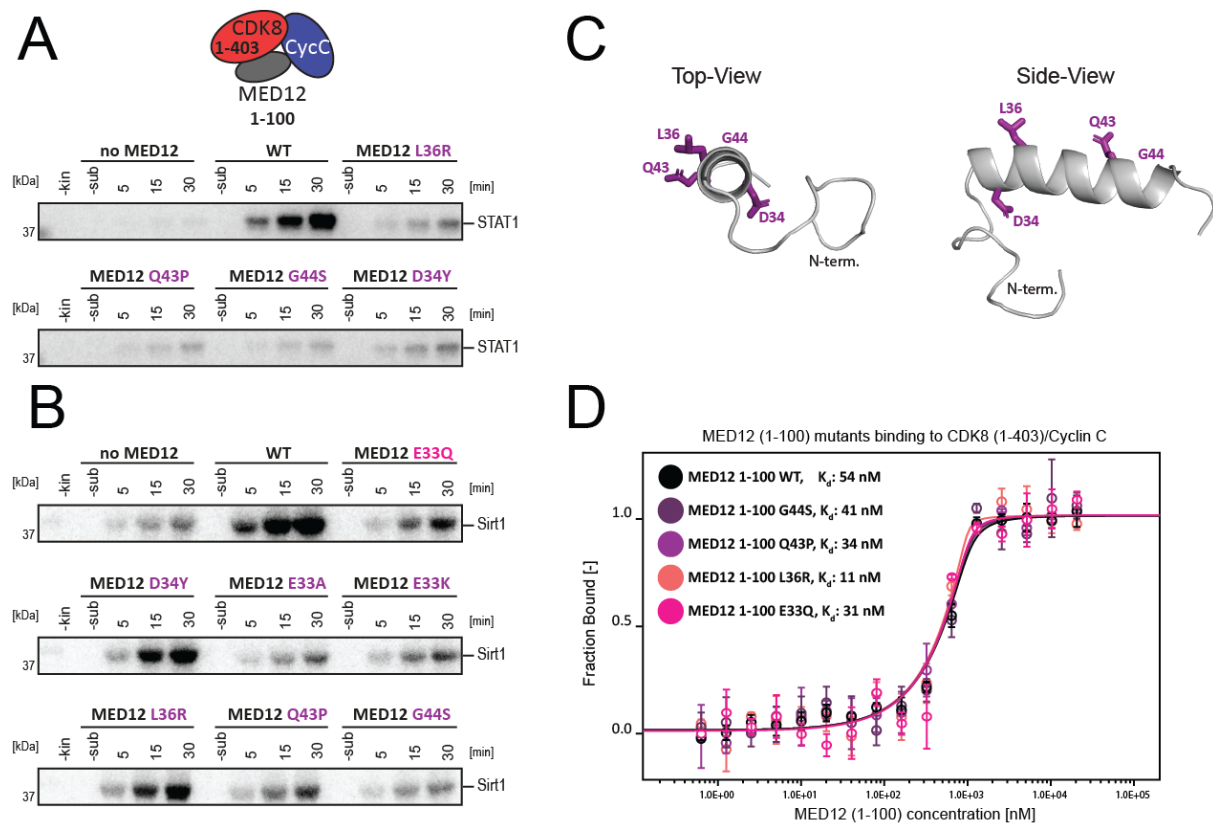 A
CDK8
1-403
CycC
MED12
1-100
no MED12 WT MED12 L36R
[kDa] -kin -sub 5 15 30 -sub 5 15 30 -sub 5 15 30 [min]
37 STAT1
MED12 Q43P MED12 G44S MED12 D34Y
[kDa] -kin -sub 5 15 30 -sub 5 15 30 -sub 5 15 30 [min]
37 STAT1
B
no MED12 WT MED12 E33Q
[kDa] -kin -sub 5 15 30 -sub 5 15 30 -sub 5 15 30 [min]
37 Sirt1
MED12 D34Y MED12 E33A MED12 E33K
[kDa] -kin -sub 5 15 30 -sub 5 15 30 -sub 5 15 30 [min]
37 Sirt1
MED12 L36R MED12 Q43P MED12 G44S
[kDa] -kin -sub 5 15 30 -sub 5 15 30 -sub 5 15 30 [min]
37 Sirt1
C
Top-View
L36
G44
Q43
D34
N-term.
Side-View
L36
Q43
G44
D34
N-term.
D
MED12 (1-100) mutants binding to CDK8 (1-403)/Cyclin C
MED12 1-100 WT, Kd: 54 nM
MED12 1-100 G44S, Kd: 41 nM
MED12 1-100 Q43P, Kd: 34 nM
MED12 1-100 L36R, Kd: 11 nM
MED12 1-100 E33Q, Kd: 31 nM
Fraction Bound [-]
1.0
0.5
0.0
1.0E+00 1.0E+01 1.0E+02 1.0E+03 1.0E+04 1.0E+05
MED12 (1-100) concentration [nM]